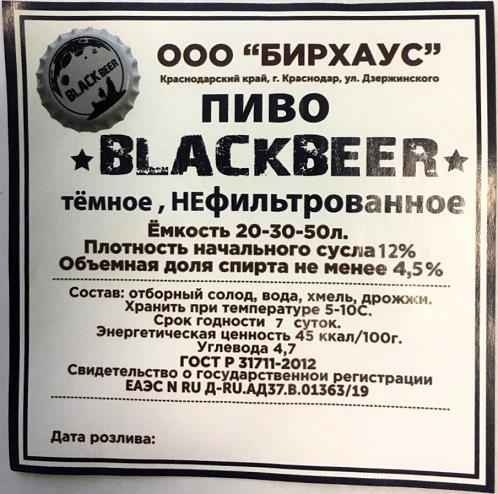 BLACK BEER
ООО “БИРХАУС”
Краснодарский край, г. Краснодар, ул. Дзержинского
ПИВО
BLACKBEER
тёмное , НЕфильтрованное
Ёмкость 20-30-50л.
Плотность начального сусла 12%
Объемная доля спирта не менее 4,5%
Состав: отборный солод, вода, хмель, дрожжи.
Хранить при температуре 5-10С.
Срок годности 7 суток.
Энергетическая ценность 45 ккал/100г.
Углевода 4,7
ГОСТ Р 31711-2012
Свидетельство о государственной регистрации
ЕАЭС N RU Д-RU.АД37.В.01363/19
Дата розлива: